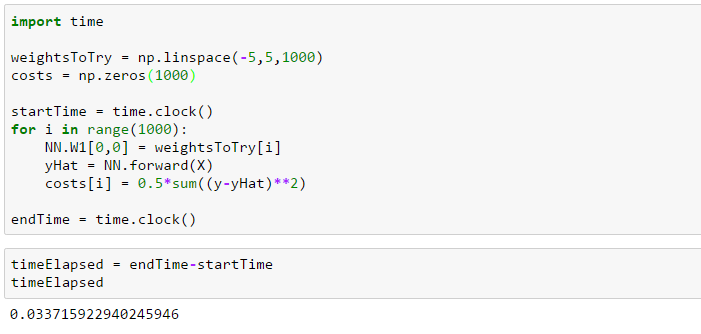 import time
weightsToTry = np.linspace(-5,5,1000)
costs = np.zeros(1000)
startTime = time.clock()
for i in range(1000):
    NN.W1[0,0] = weightsToTry[i]
    yHat = NN.forward(X)
    costs[i] = 0.5*sum((y-yHat)**2)
endTime = time.clock()
timeElapsed = endTime-startTime
timeElapsed
0.033715922940245946